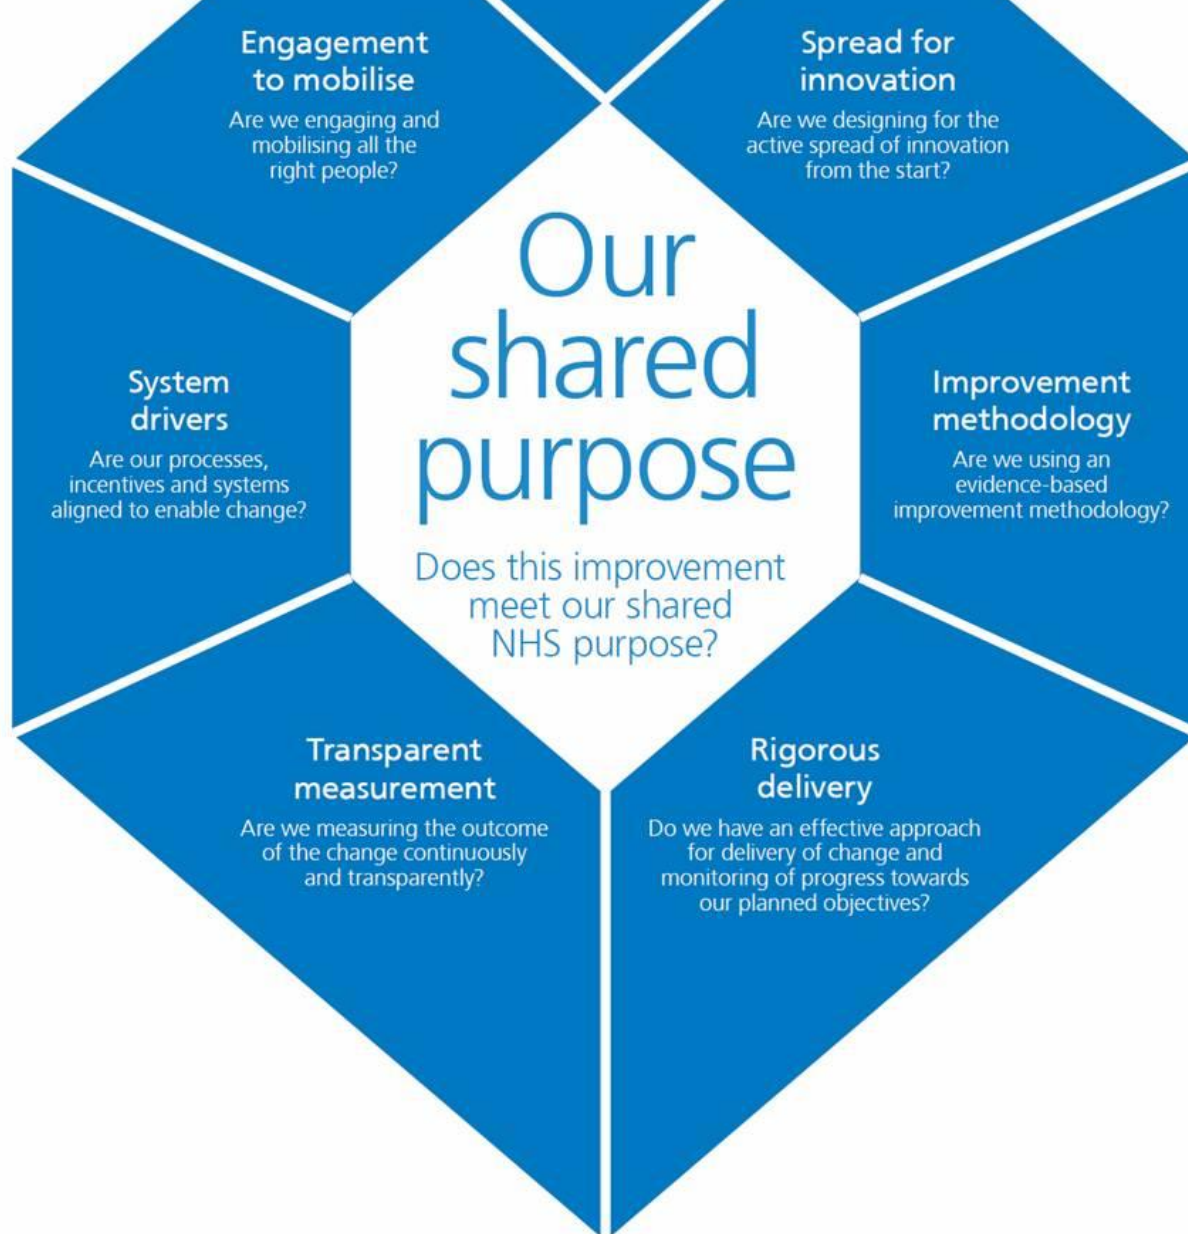 Engagement
to mobilise
Are we engaging and
mobilising all the
right people?
Spread for
innovation
Are we designing for the
active spread of innovation
from the start?
Our
shared
purpose
Does this improvement
meet our shared
NHS purpose?
System
drivers
Are our processes,
incentives and systems
aligned to enable change?
Improvement
methodology
Are we using an
evidence-based
improvement methodology?
Transparent
measurement
Are we measuring the outcome
of the change continuously
and transparently?
Rigorous
delivery
Do we have an effective approach
for delivery of change and
monitoring of progress towards
our planned objectives?